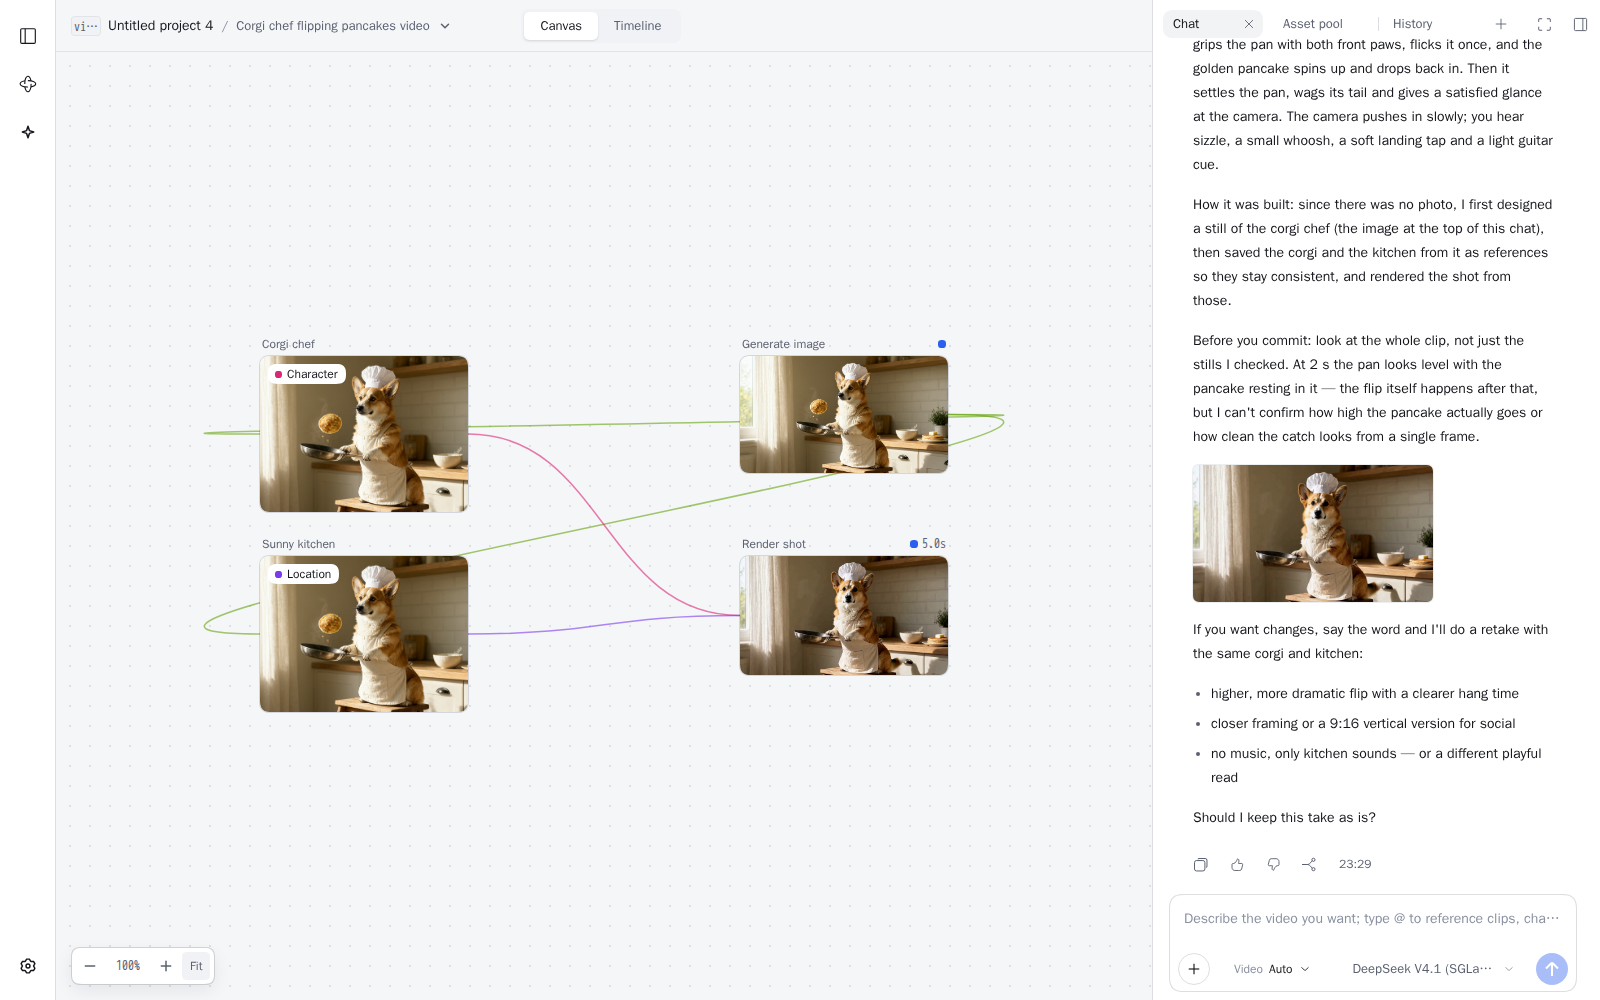 vi···
Untitled project 4 / Corgi chef flipping pancakes video
Canvas
Timeline
Chat
Asset pool
History
grips the pan with both front paws, flicks it once, and the
golden pancake spins up and drops back in. Then it
settles the pan, wags its tail and gives a satisfied glance
at the camera. The camera pushes in slowly; you hear
sizzle, a small whoosh, a soft landing tap and a light guitar
cue.
How it was built: since there was no photo, I first designed
a still of the corgi chef (the image at the top of this chat),
then saved the corgi and the kitchen from it as references
so they stay consistent, and rendered the shot from
those.
Before you commit: look at the whole clip, not just the
stills I checked. At 2 s the pan looks level with the
pancake resting in it — the flip itself happens after that,
but I can't confirm how high the pancake actually goes or
how clean the catch looks from a single frame.
If you want changes, say the word and I'll do a retake with
the same corgi and kitchen:
• higher, more dramatic flip with a clearer hang time
• closer framing or a 9:16 vertical version for social
• no music, only kitchen sounds — or a different playful
read
Should I keep this take as is?
23:29
Describe the video you want; type @ to reference clips, cha···
Video Auto
DeepSeek V4.1 (SGLa···
Corgi chef
Character
Generate image
Sunny kitchen
Location
Render shot
5.0s
100%
Fit